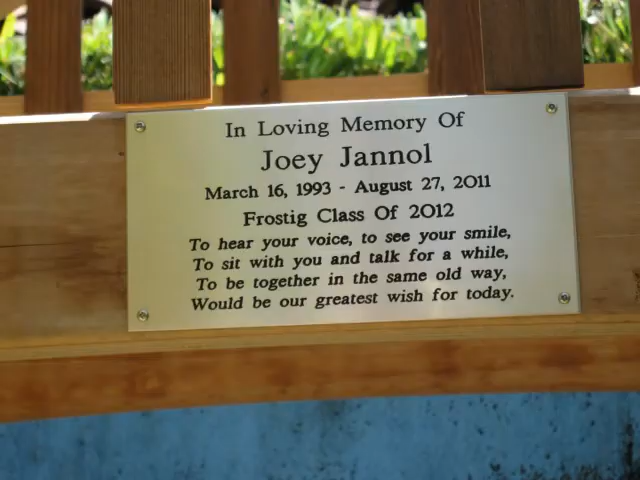 In Loving Memory Of
Joey Jannol
March 16, 1993 - August 27, 2011
Frostig Class Of 2012
To hear your voice, to see your smile,
To sit with you and talk for a while,
To be together in the same old way,
Would be our greatest wish for today.